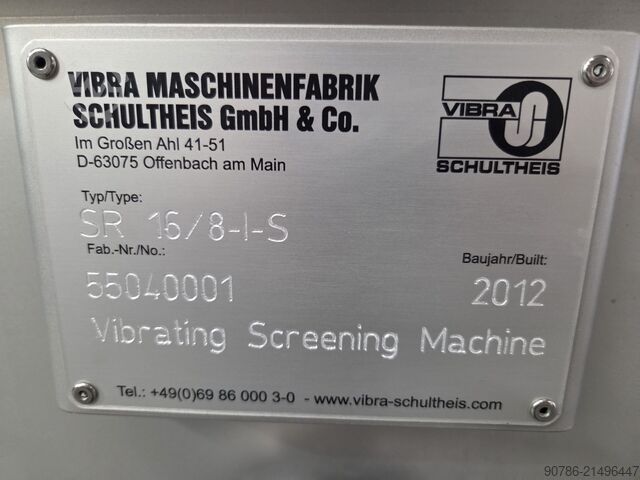 VIBRA MASCHINENFABRIK
SCHULTHEIS GmbH & Co.
Im Großen Ahl 41-51
D-63075 Offenbach am Main
VIBRA S
SCHULTHEIS
Typ/Type:
SR 16/8-I-S
Fab.-Nr./No.:
Baujahr/Built:
55040001
2012
Vibrating Screening Machine
Tel.: +49(0)69 86 000 3-0 - www.vibra-schultheis.com
90786-21496447